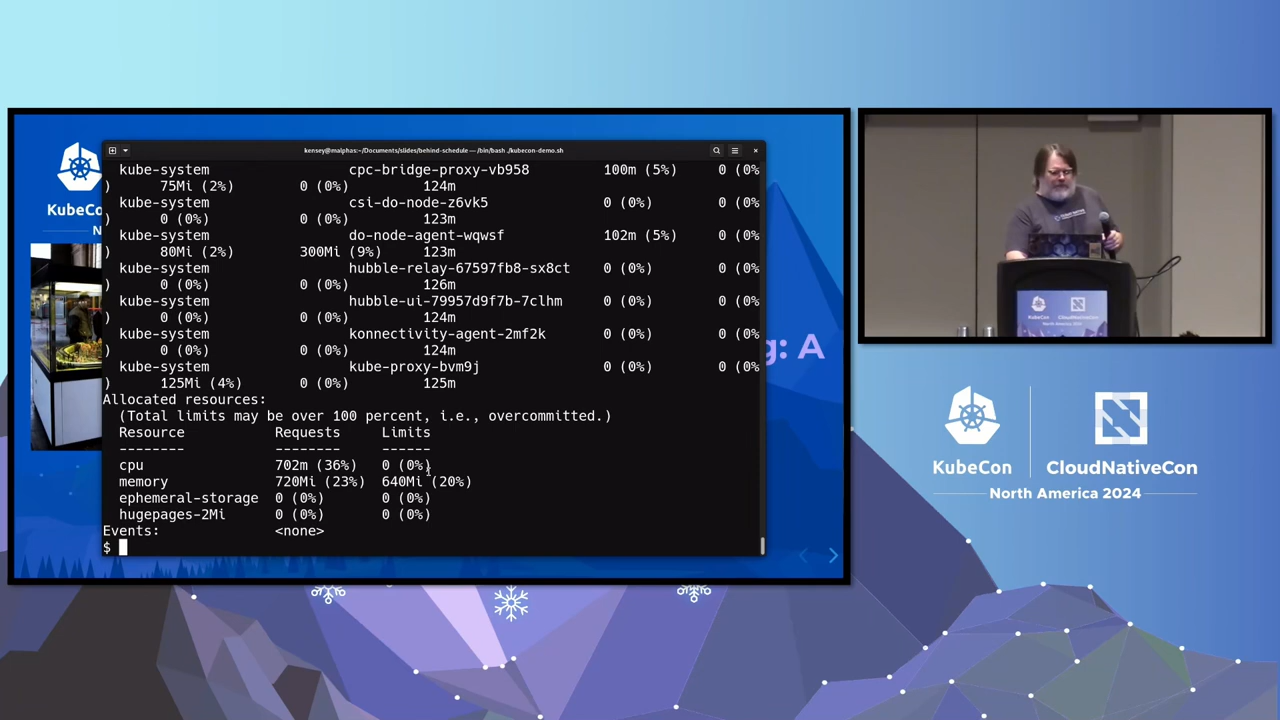 kensey@malphas:~/Documents/slides/behind-schedule — /bin/bash ./kubecon-demo.sh
kube-system cpc-bridge-proxy-vb958 100m (5%) 0 (0%
) 75Mi (2%) 0 (0%) 124m
kube-system csi-do-node-z6vk5 0 (0%) 0 (0%
) 0 (0%) 0 (0%) 123m
kube-system do-node-agent-wqwsf 102m (5%) 0 (0%
) 80Mi (2%) 300Mi (9%) 123m
kube-system hubble-relay-67597fb8-sx8ct 0 (0%) 0 (0%
) 0 (0%) 0 (0%) 126m
kube-system hubble-ui-79957d9f7b-7clhm 0 (0%) 0 (0%
) 0 (0%) 0 (0%) 124m
kube-system konnectivity-agent-2mf2k 0 (0%) 0 (0%
) 0 (0%) 0 (0%) 124m
kube-system kube-proxy-bvm9j 0 (0%) 0 (0%
) 125Mi (4%) 0 (0%) 125m
Allocated resources:
(Total limits may be over 100 percent, i.e., overcommitted.)
Resource Requests Limits
-------- -------- ------
cpu 702m (36%) 0 (0%)
memory 720Mi (23%) 640Mi (20%)
ephemeral-storage 0 (0%) 0 (0%)
hugepages-2Mi 0 (0%) 0 (0%)
Events: <none>
$
KubeCo
N
g: A
KubeCon CloudNativeCon
North America 2024
KubeCon CloudNativeCon
North America 2024